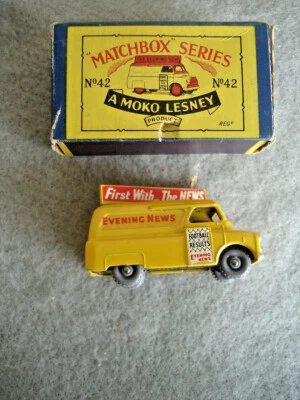 "MATCHBOX" SERIES
Nº42
Nº42
A MOKO LESNEY
PRODUCT
REGD
First With The NEWS
EVENING NEWS
FOOTBALL
RESULTS
EVENING
NEWS